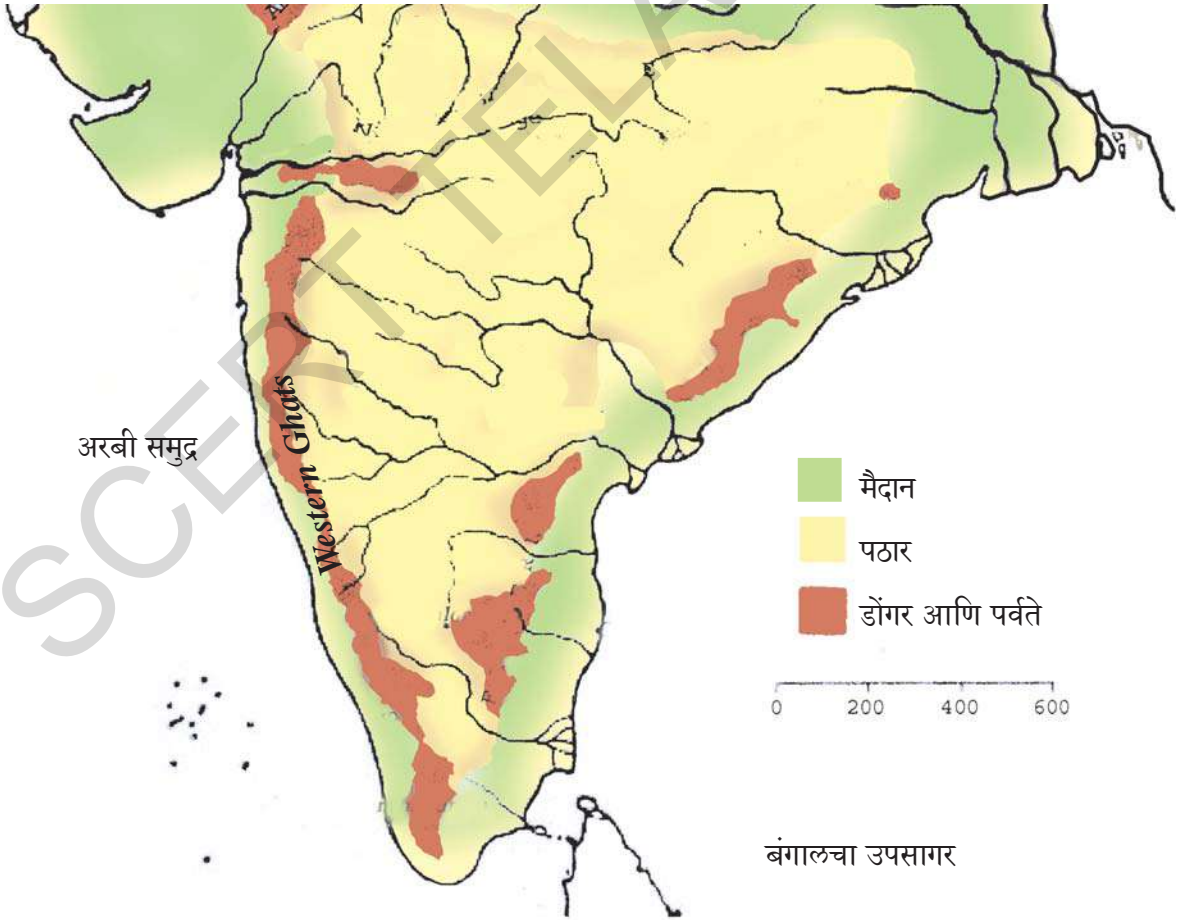 SCERT TELA
Western Ghats
अरबी समुद्र
मैदान
पठार
डोंगर आणि पर्वते
0 200 400 600
बंगालचा उपसागर